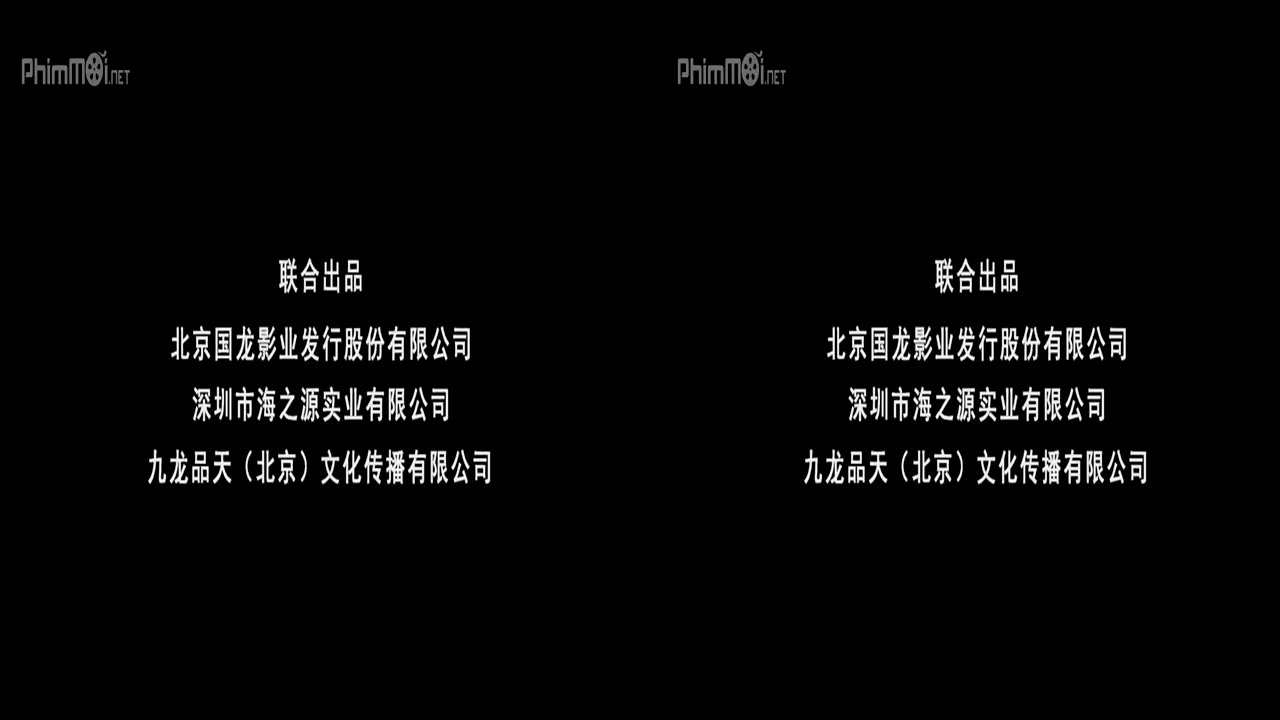 PhimMỡi.NET
联合出品
北京国龙影业发行股份有限公司
深圳市海之源实业有限公司
九龙品天（北京）文化传播有限公司
PhimMỡi.NET
联合出品
北京国龙影业发行股份有限公司
深圳市海之源实业有限公司
九龙品天（北京）文化传播有限公司